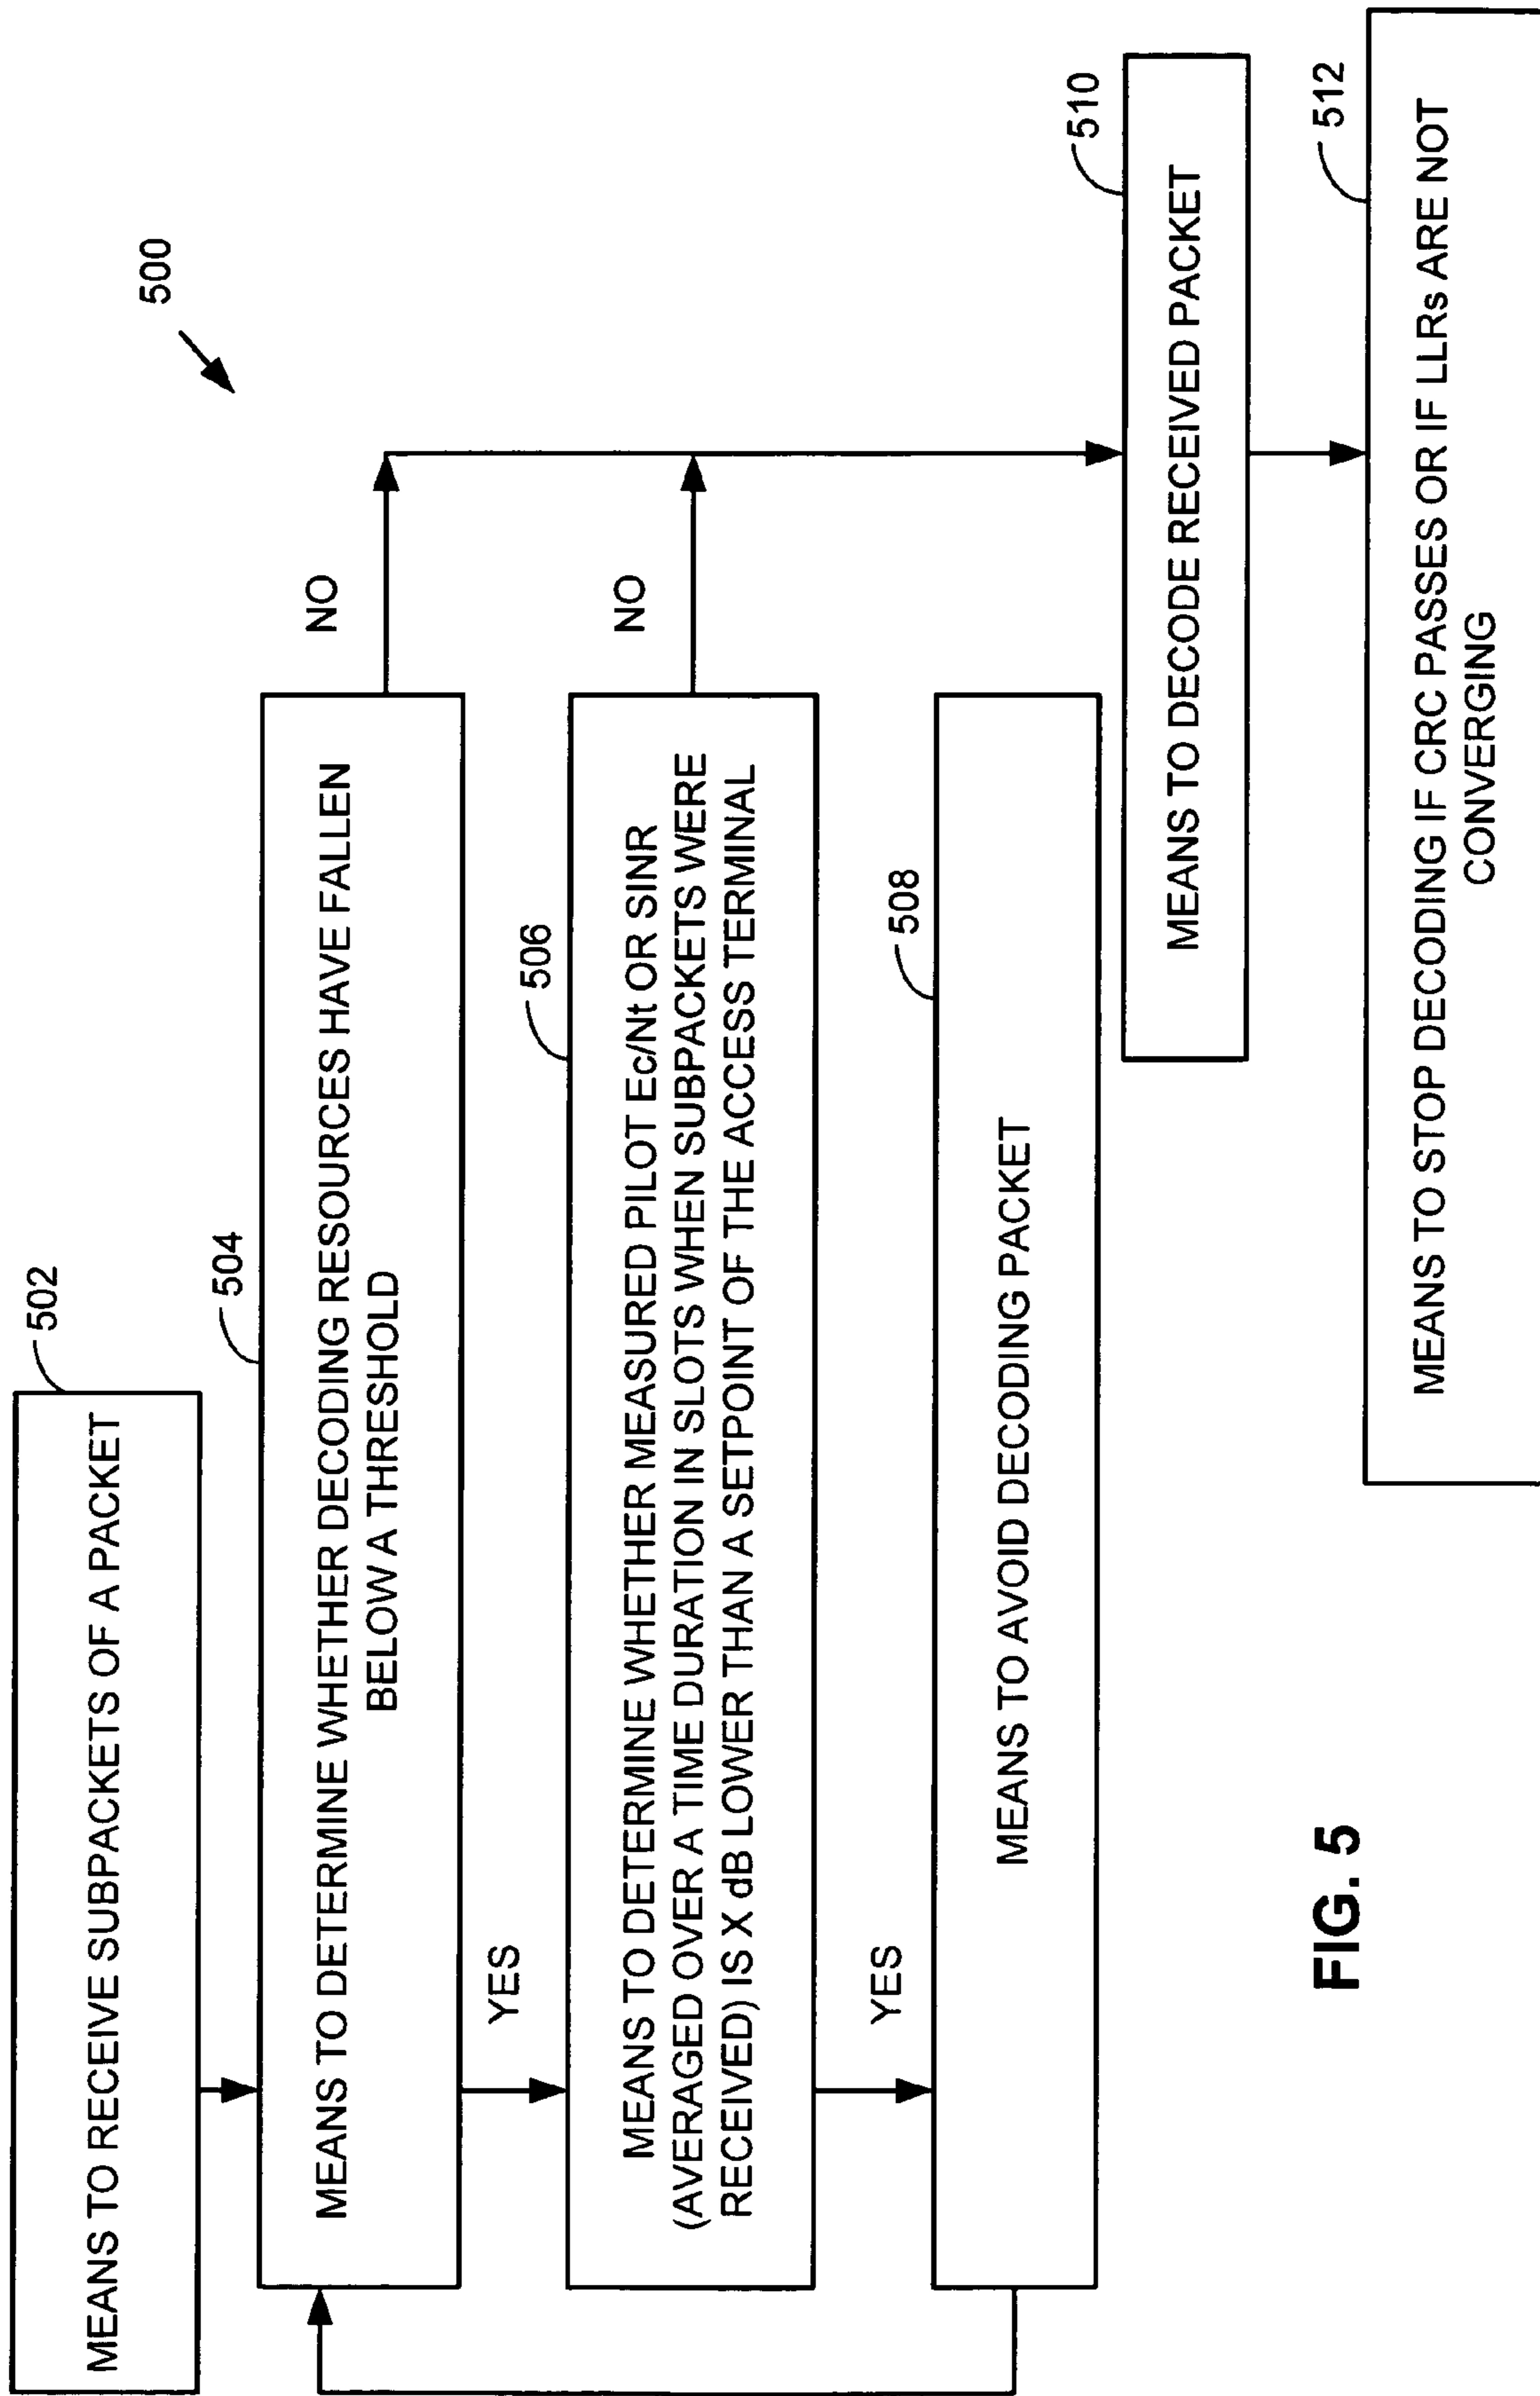 500
502
MEANS TO RECEIVE SUBPACKETS OF A PACKET
504
MEANS TO DETERMINE WHETHER DECODING RESOURCES HAVE FALLEN
BELOW A THRESHOLD
NO
YES
506
MEANS TO DETERMINE WHETHER MEASURED PILOT Ec/Nt OR SINR
(AVERAGED OVER A TIME DURATION IN SLOTS WHEN SUBPACKETS WERE
RECEIVED) IS X dB LOWER THAN A SETPOINT OF THE ACCESS TERMINAL
NO
YES
508
MEANS TO AVOID DECODING PACKET
510
MEANS TO DECODE RECEIVED PACKET
512
MEANS TO STOP DECODING IF CRC PASSES OR IF LLRs ARE NOT
CONVERGING
FIG. 5